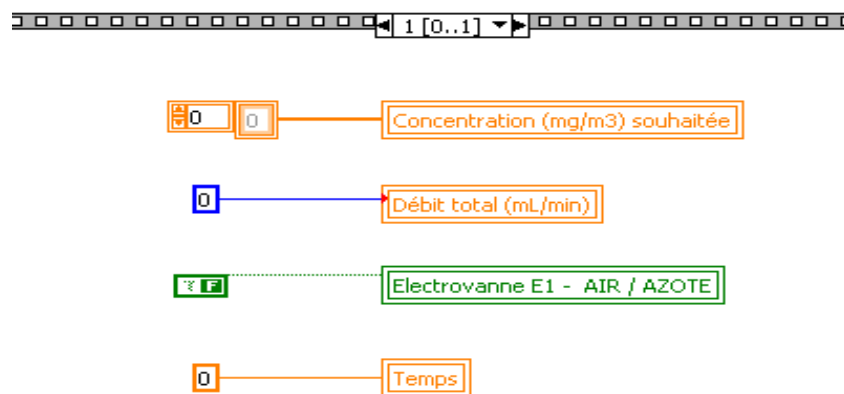 1 [0..1]
0 0 Concentration (mg/m3) souhaitée
0 Débit total (mL/min)
F Electrovanne E1 - AIR / AZOTE
0 Temps